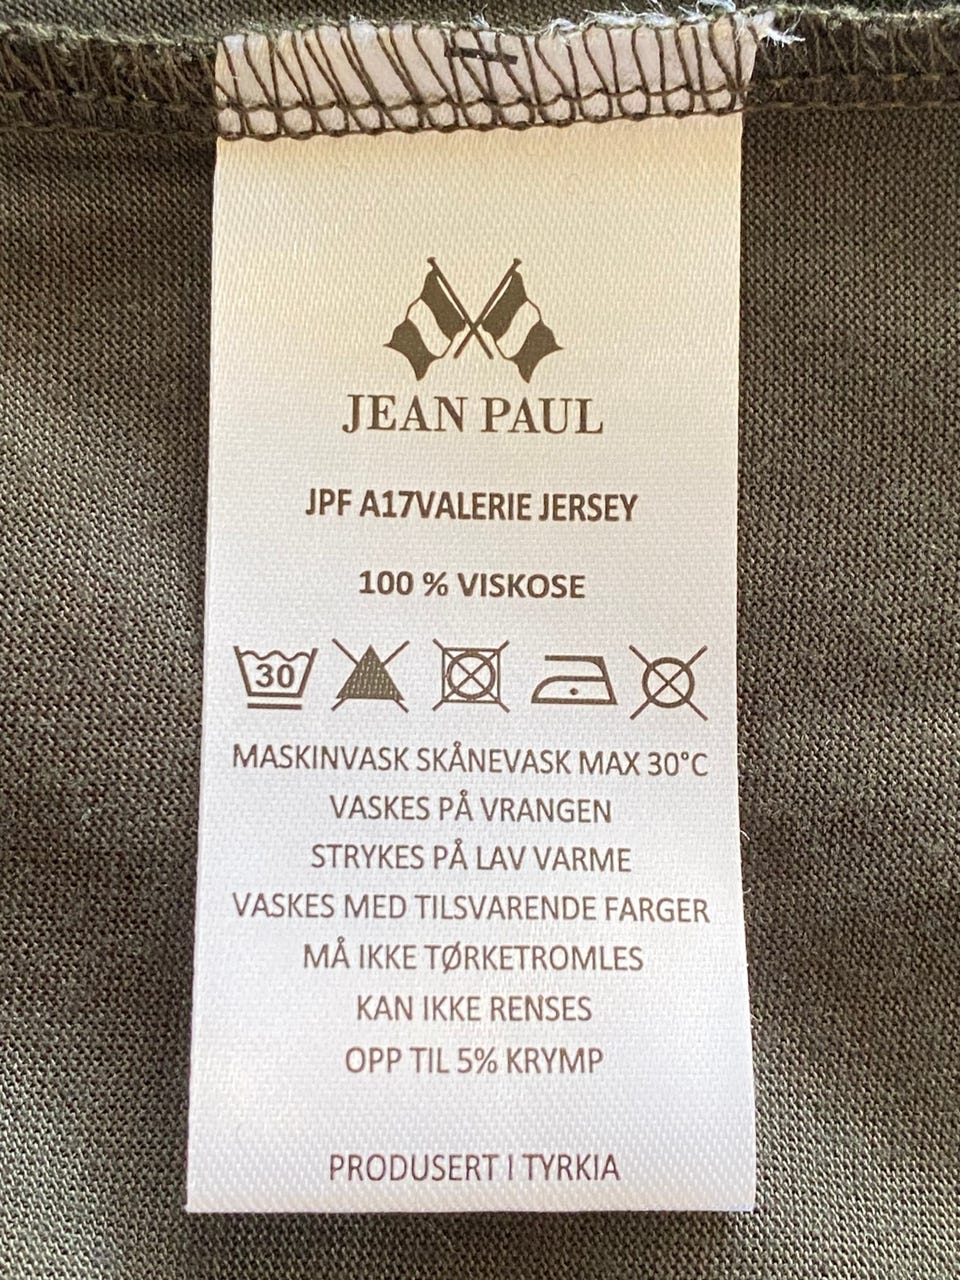 JEAN PAUL
JPF A17VALERIE JERSEY
100 % VISKOSE
30
MASKINVASK SKÅNEVASK MAX 30°C
VASKES PÅ VRANGEN
STRYKES PÅ LAV VARME
VASKES MED TILSVARENDE FARGER
MÅ IKKE TØRKETROMLES
KAN IKKE RENSES
OPP TIL 5% KRYMP
PRODUSERT I TYRKIA